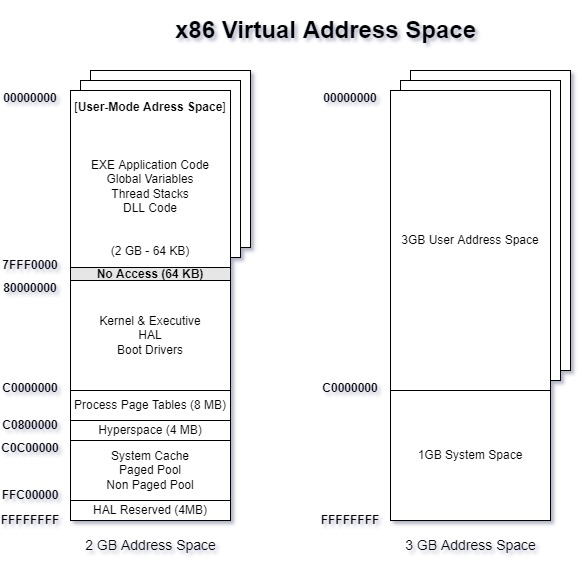 x86 Virtual Address Space
00000000
[User-Mode Adress Space]
EXE Application Code
Global Variables
Thread Stacks
DLL Code
(2 GB - 64 KB)
7FFF0000
No Access (64 KB)
80000000
Kernel & Executive
HAL
Boot Drivers
C0000000
Process Page Tables (8 MB)
C0800000
Hyperspace (4 MB)
C0C00000
System Cache
Paged Pool
Non Paged Pool
FFC00000
HAL Reserved (4MB)
FFFFFFFF
2 GB Address Space
00000000
3GB User Address Space
C0000000
1GB System Space
FFFFFFFF
3 GB Address Space